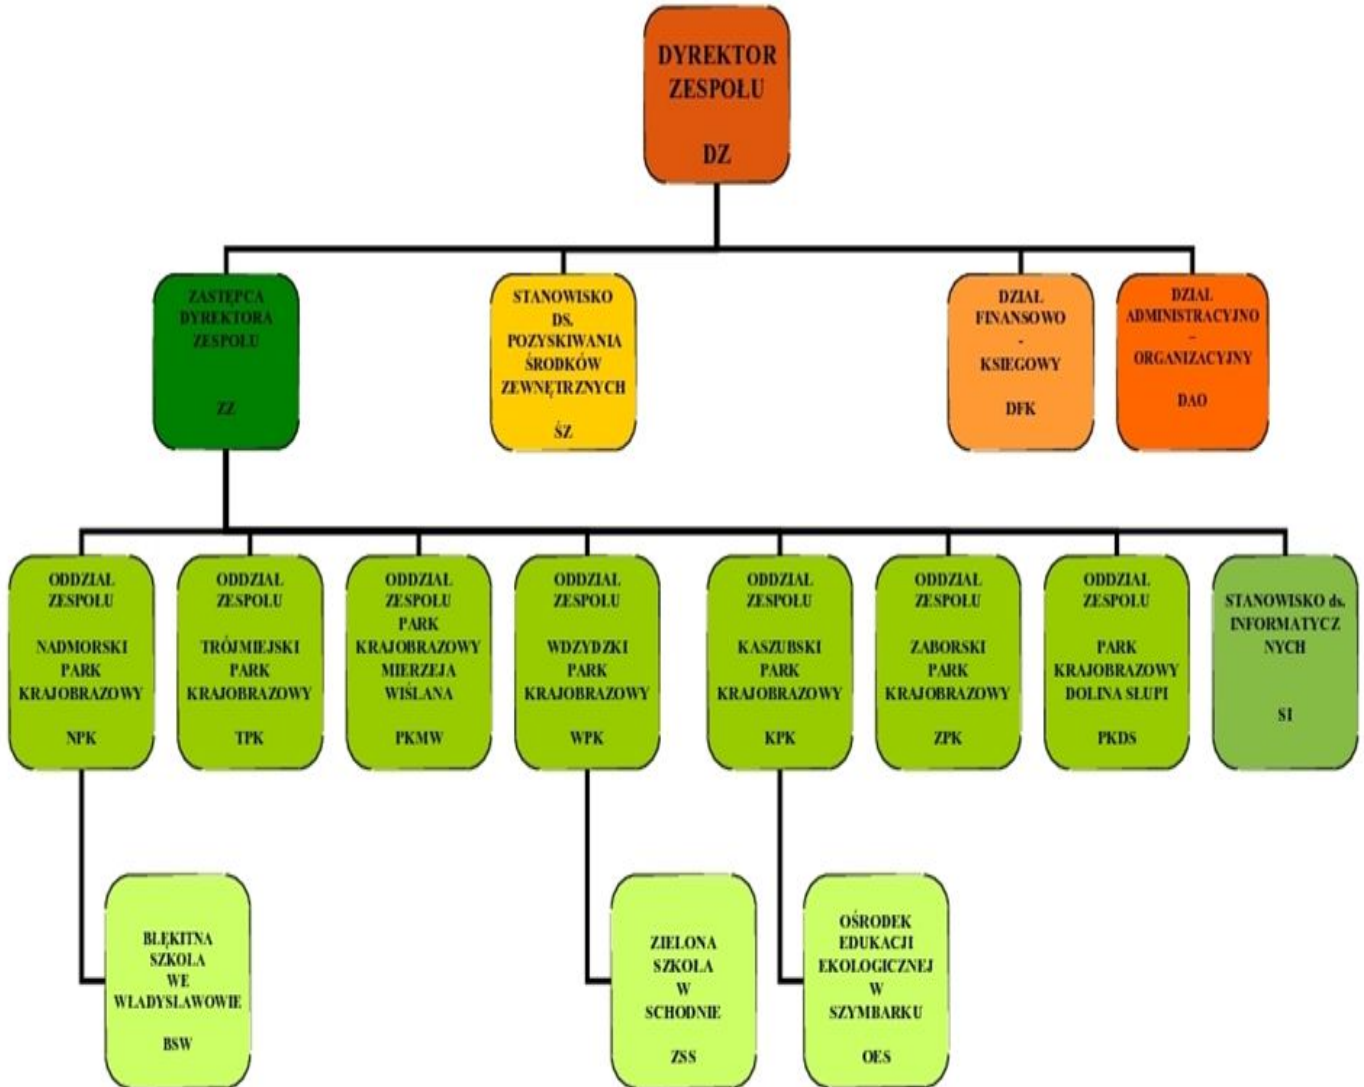 DYREKTOR
ZESPOŁU
DZ
ZASTĘPCA
DYREKTORA
ZESPOŁU
ZZ
STANOWISKO
DS.
POZYSKIWANIA
ŚRODKÓW
ZEWNĘTRZNYCH
ŚZ
DZIAŁ
FINANSOWO
-
KSIEGOWY
DFK
DZIAŁ
ADMINISTRACYJNO
–
ORGANIZACYJNY
DAO
ODDZIAŁ
ZESPOŁU
NADMORSKI
PARK
KRAJOBRAZOWY
NPK
ODDZIAŁ
ZESPOŁU
TRÓJMIEJSKI
PARK
KRAJOBRAZOWY
TPK
ODDZIAŁ
ZESPOŁU
PARK
KRAJOBRAZOWY
MIERZEJA
WIŚLANA
PKMW
ODDZIAŁ
ZESPOŁU
WDZYDZKI
PARK
KRAJOBRAZOWY
WPK
ODDZIAŁ
ZESPOŁU
KASZUBSKI
PARK
KRAJOBRAZOWY
KPK
ODDZIAŁ
ZESPOŁU
ZABORSKI
PARK
KRAJOBRAZOWY
ZPK
ODDZIAŁ
ZESPOŁU
PARK
KRAJOBRAZOWY
DOLINA SŁUPI
PKDS
STANOWISKO ds.
INFORMATYCZ
NYCH
SI
BŁĘKITNA
SZKOŁA
WE
WŁADYSŁAWOWIE
BSW
ZIELONA
SZKOŁA
W
SCHODNIE
ZSS
OŚRODEK
EDUKACJI
EKOLOGICZNEJ
W
SZYMBARKU
OES